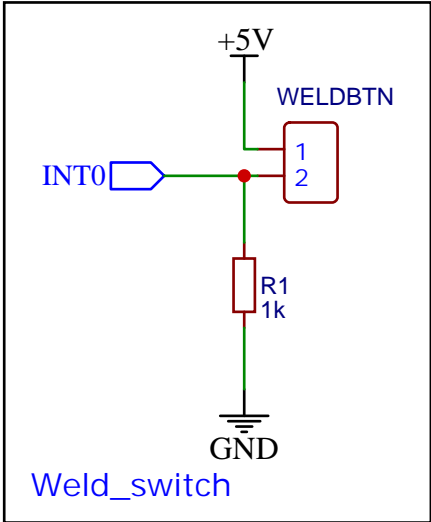 +5V
WELDBTN
1
INT0
2
R1
1k
GND
Weld_switch